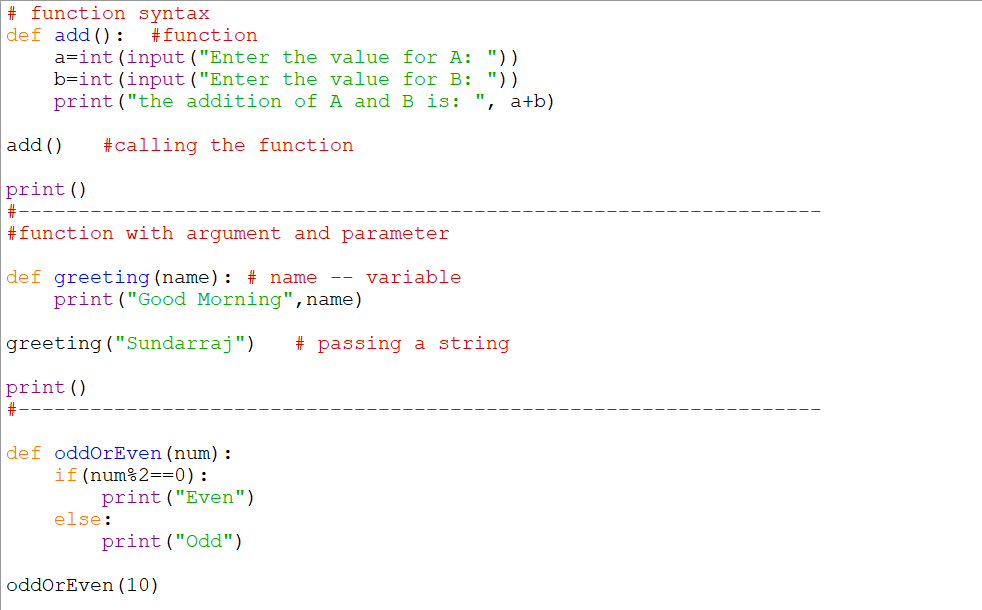 # function syntax
def add():  #function
    a=int(input("Enter the value for A: "))
    b=int(input("Enter the value for B: "))
    print("the addition of A and B is: ", a+b)

add()   #calling the function

print()
#-------------------------------------------------------------------
#function with argument and parameter

def greeting(name): # name -- variable
    print("Good Morning",name)

greeting("Sundarraj")   # passing a string

print()
#-------------------------------------------------------------------

def oddOrEven(num):
    if(num%2==0):
        print("Even")
    else:
        print("Odd")

oddOrEven(10)